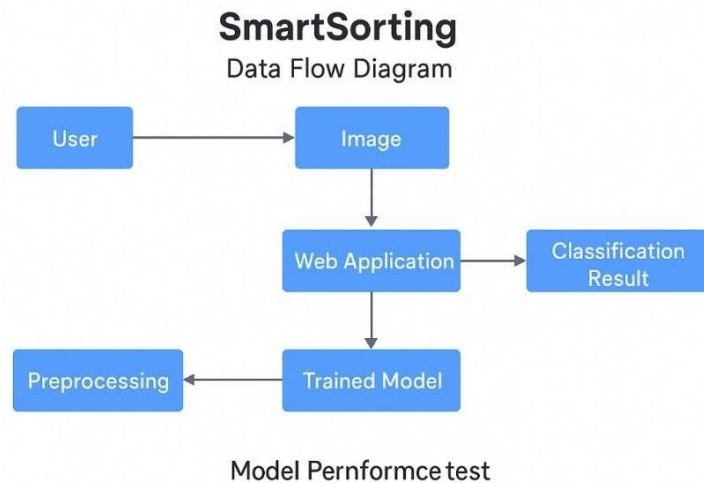 SmartSorting
Data Flow Diagram
User
Image
Web Application
Classification
Result
Preprocessing
Trained Model
Model Pernformce test